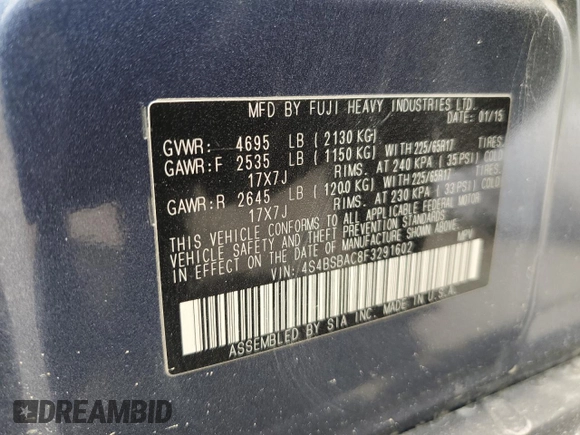 MFD BY FUJI HEAVY INDUSTRIES LTD.
DATE: 01/15
GVWR: 4695 LB (2130 KG)
GAWR:F 2535 LB (1150 KG) WITH 225/65R17 TIRES.
17X7J RIMS. AT 240 KPA (35 PSI) COLD
GAWR:R 2645 LB (1200 KG) WITH 225/65R17 TIRES.
17X7J RIMS. AT 230 KPA (33 PSI) COLD
THIS VEHICLE CONFORMS TO ALL APPLICABLE FEDERAL MOTOR
VEHICLE SAFETY AND BUMPER STANDARDS
IN EFFECT ON THE DATE OF MANUFACTURE SHOWN ABOVE.
VIN: 4S4BSBAC8F3291602 MPV
ASSEMBLED BY SIA INC. MADE IN U.S.A.
DREAMBID